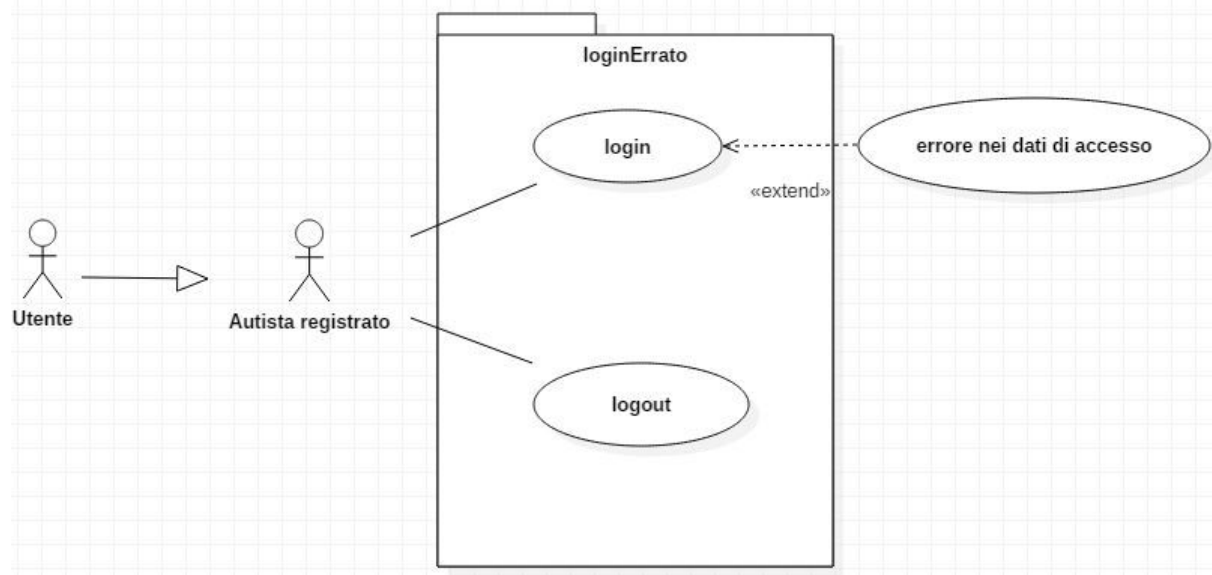 loginErrato
login
errore nei dati di accesso
«extend»
Utente
Autista registrato
logout